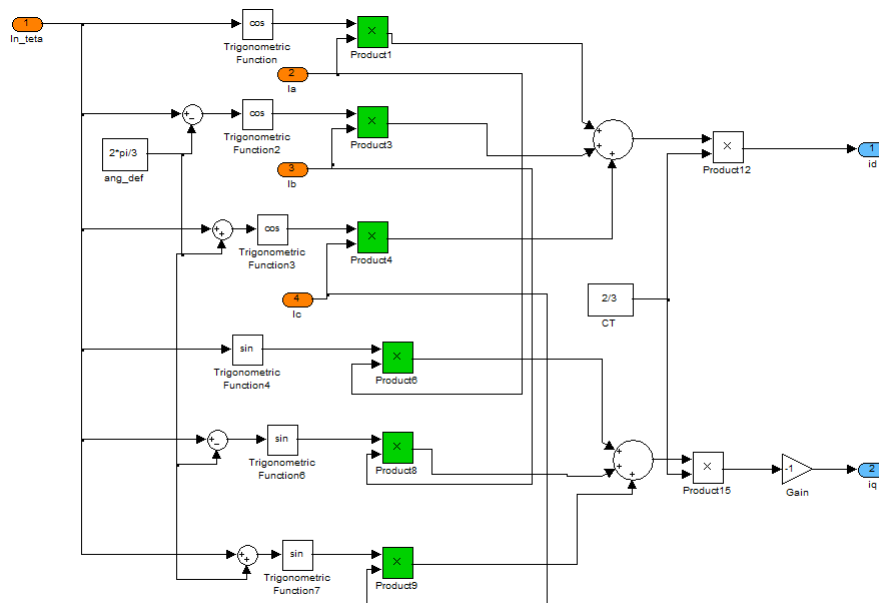 1
In_teta
cos
Trigonometric
Function
×
Product1
2
Ia
+
−
cos
Trigonometric
Function2
×
Product3
2*pi/3
ang_def
3
Ib
+
+
+
×
Product12
1
id
+
+
cos
Trigonometric
Function3
×
Product4
4
Ic
2/3
CT
sin
Trigonometric
Function4
×
Product6
+
−
sin
Trigonometric
Function6
×
Product8
+
+
+
×
Product15
-1
Gain
2
iq
+
+
sin
Trigonometric
Function7
×
Product9